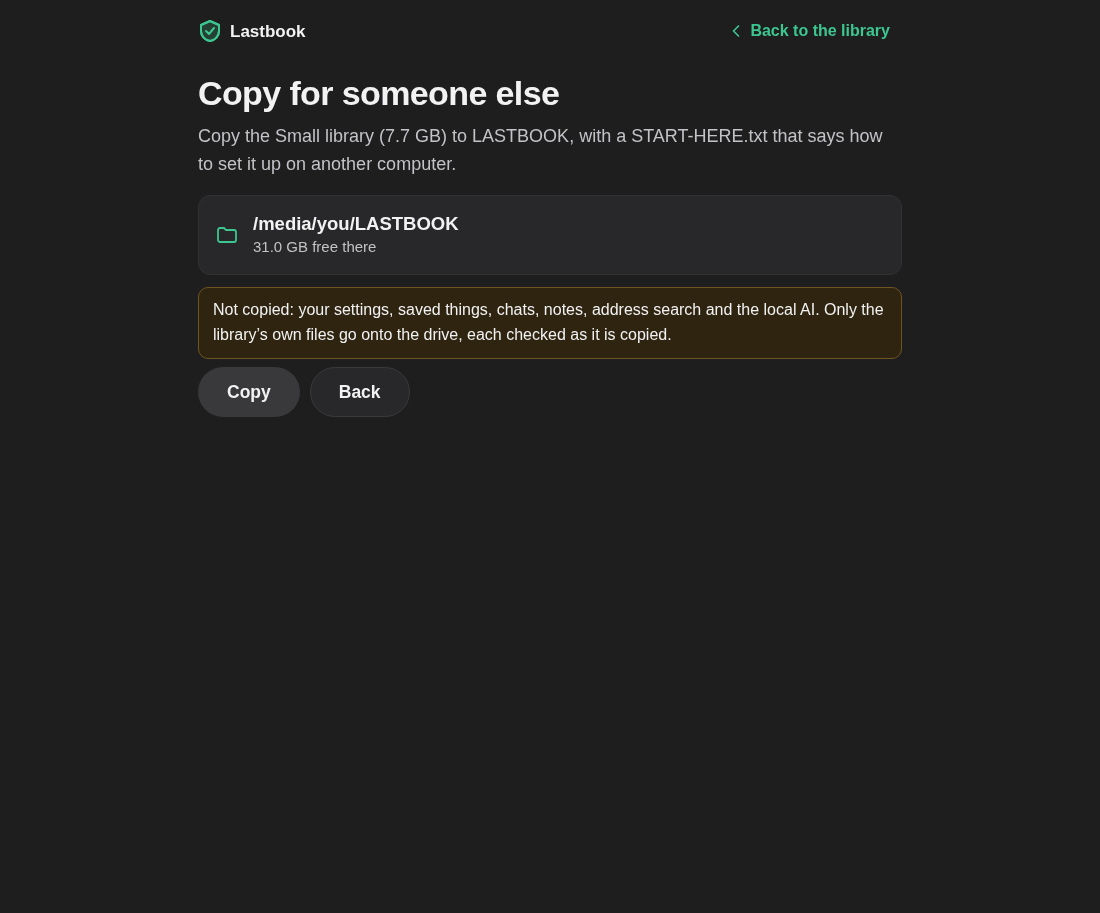 Lastbook
Back to the library
Copy for someone else
Copy the Small library (7.7 GB) to LASTBOOK, with a START-HERE.txt that says how
to set it up on another computer.
/media/you/LASTBOOK
31.0 GB free there
Not copied: your settings, saved things, chats, notes, address search and the local AI. Only the
library’s own files go onto the drive, each checked as it is copied.
Copy
Back